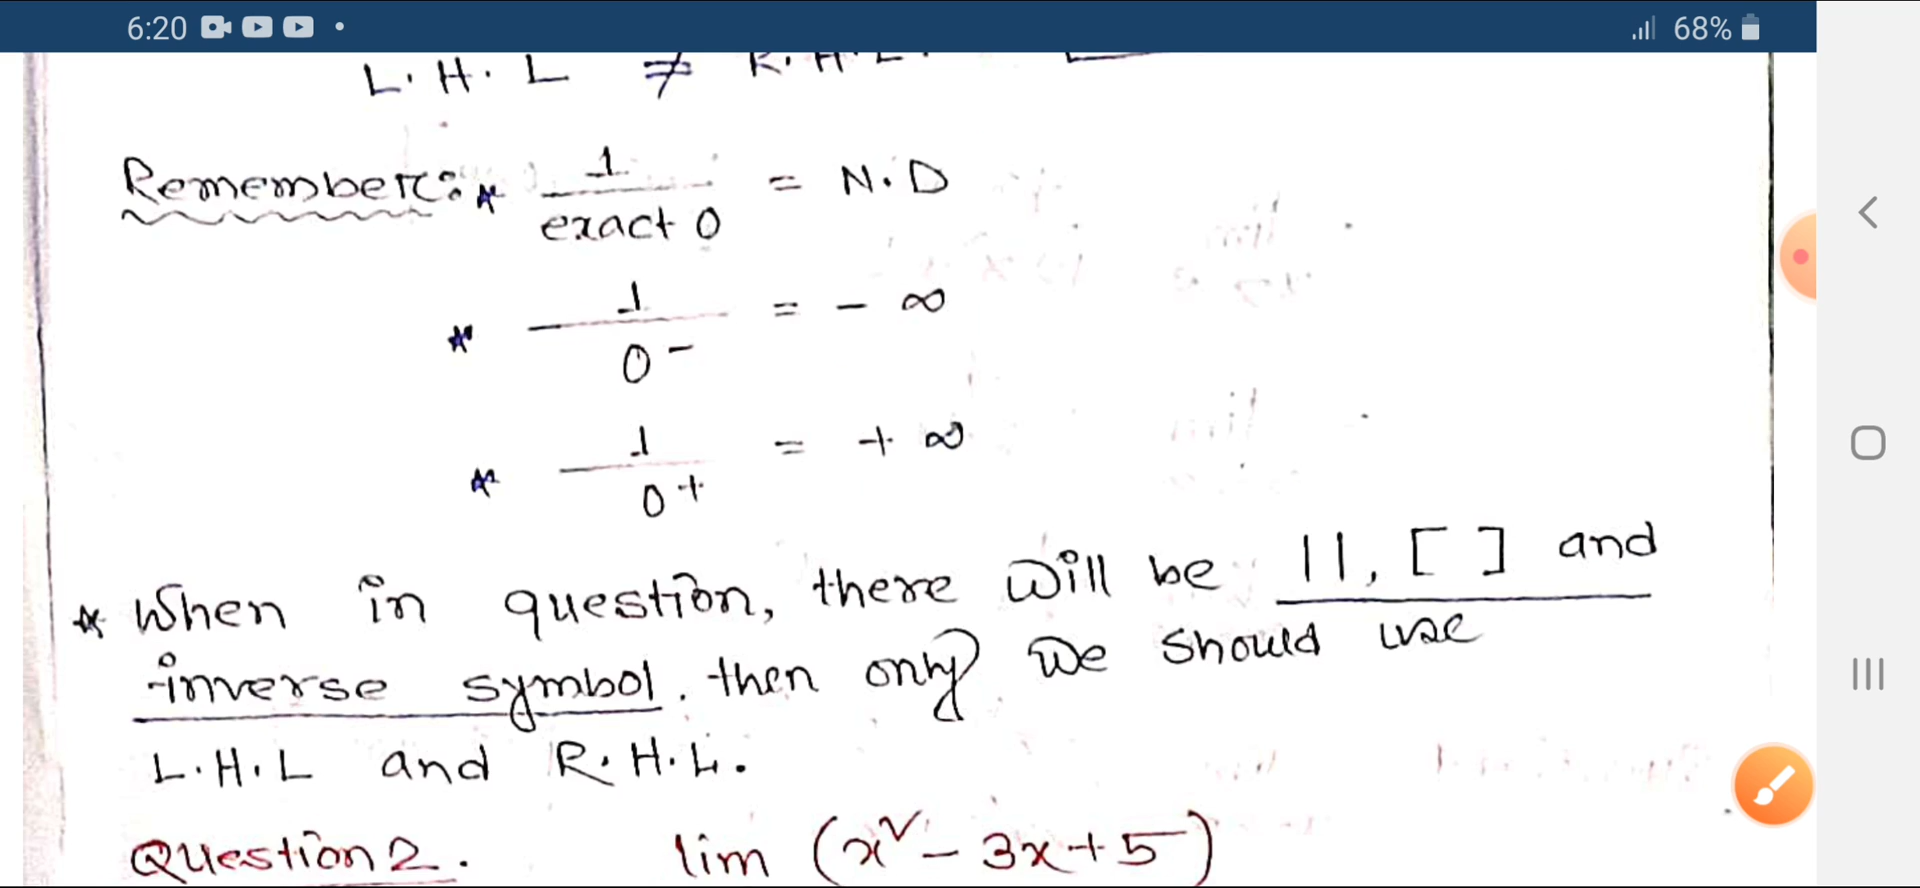 6:20 68%
L.H.L ≠ R.H.L.
Remember: * 1/exact 0 = N.D
* 1/0- = - ∞
* 1/0+ = + ∞
* When in question, there will be ||, [ ] and
inverse symbol. then only we should use
L.H.L and R.H.L.
Question 2. lim (x² - 3x + 5)